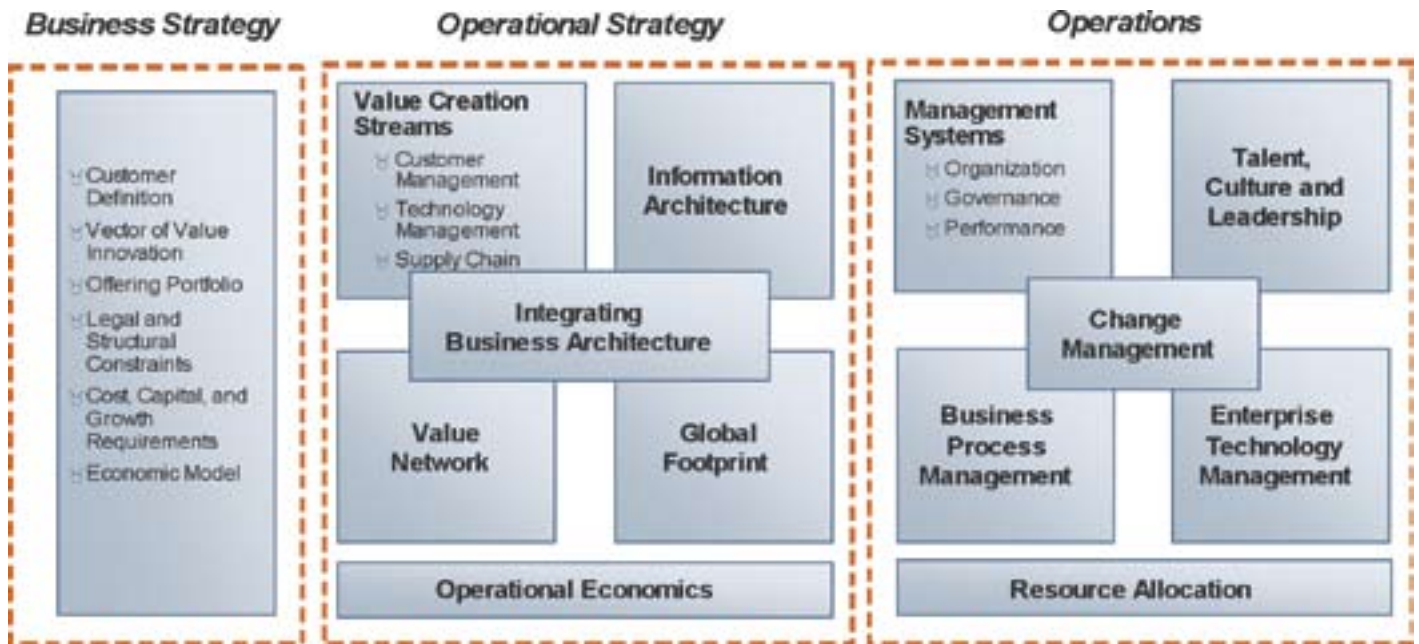 Business Strategy
Customer
Definition
Vector of Value
Innovation
Offering Portfolio
Legal and
Structural
Constraints
Cost, Capital, and
Growth
Requirements
Economic Model
Operational Strategy
Value Creation
Streams
Customer
Management
Technology
Management
Supply Chain
Information
Architecture
Integrating
Business Architecture
Value
Network
Global
Footprint
Operational Economics
Operations
Management
Systems
Organization
Governance
Performance
Talent,
Culture and
Leadership
Change
Management
Business
Process
Management
Enterprise
Technology
Management
Resource Allocation